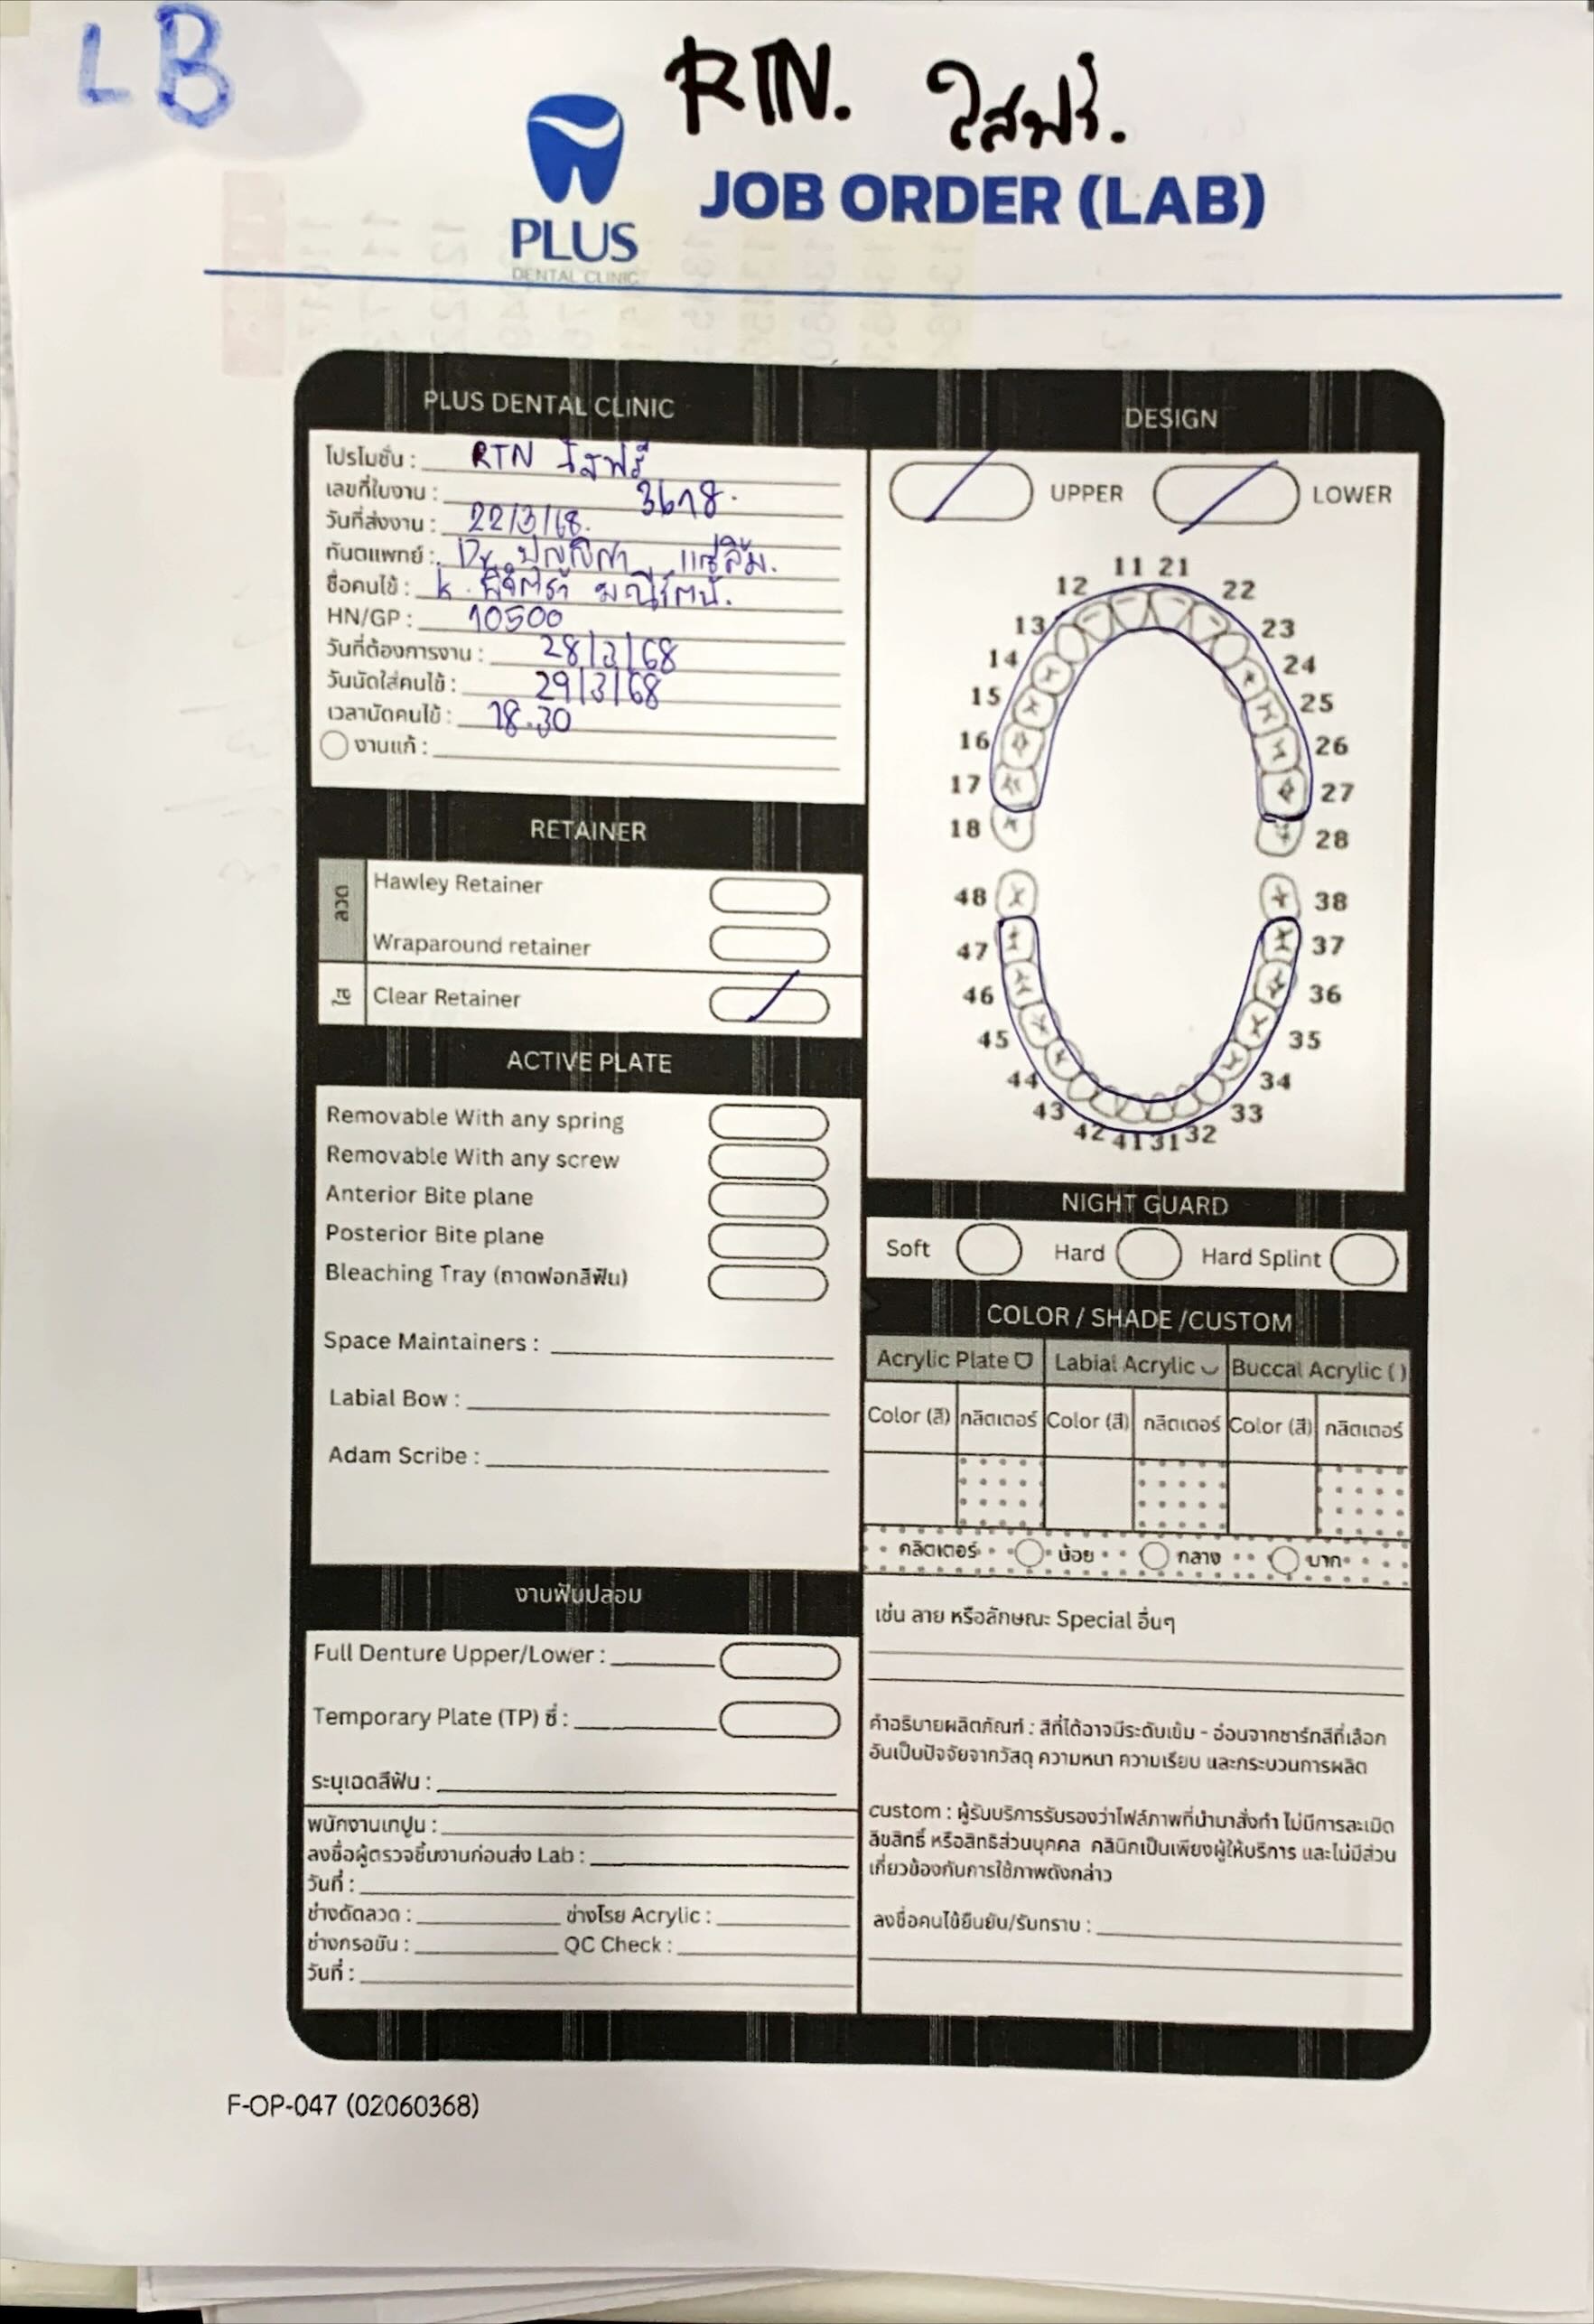 LB
RTN. ใสฟรี.
PLUS
DENTAL CLINIC
JOB ORDER (LAB)
PLUS DENTAL CLINIC
โปรโมชั่น : RTN ใสฟรี
เลขที่ใบงาน : 3678.
วันที่ส่งงาน : 22/3/68.
ทันตแพทย์ : Dr. แซ่ลิ้ม.
ชื่อคนไข้ : k. มณีรัตน์.
HN/GP : 10500
วันที่ต้องการงาน : 28/3/68
วันนัดใส่คนไข้ : 29/3/68
เวลานัดคนไข้ : 18.30
งานแก้ :
RETAINER
ลวด
Hawley Retainer
Wraparound retainer
ใส
Clear Retainer
ACTIVE PLATE
Removable With any spring
Removable With any screw
Anterior Bite plane
Posterior Bite plane
Bleaching Tray (ถาดฟอกสีฟัน)
Space Maintainers :
Labial Bow :
Adam Scribe :
งานฟันปลอม
Full Denture Upper/Lower :
Temporary Plate (TP) ซี่ :
ระบุเฉดสีฟัน :
พนักงานเทปูน :
ลงชื่อผู้ตรวจชิ้นงานก่อนส่ง Lab :
วันที่ :
ช่างดัดลวด : ช่างโรย Acrylic :
ช่างกรอขัน : QC Check :
วันที่ :
DESIGN
UPPER LOWER
11 21
12 22
13 23
14 24
15 25
16 26
17 27
18 28
48 38
47 37
46 36
45 35
44 34
43 33
42 41 31 32
NIGHT GUARD
Soft Hard Hard Splint
COLOR / SHADE /CUSTOM
Acrylic Plate Labial Acrylic Buccal Acrylic ( )
Color (สี) กลิตเตอร์ Color (สี) กลิตเตอร์ Color (สี) กลิตเตอร์
กลิตเตอร์ น้อย กลาง มาก
เช่น ลาย หรือลักษณะ Special อื่นๆ
คำอธิบายผลิตภัณฑ์ : สีที่ได้อาจมีระดับเข้ม - อ่อนจากชาร์ทสีที่เลือก
อันเป็นปัจจัยจากวัสดุ ความหนา ความเรียบ และกระบวนการผลิต
custom : ผู้รับบริการรับรองว่าไฟล์ภาพที่นำมาสั่งทำ ไม่มีการละเมิด
ลิขสิทธิ์ หรือสิทธิส่วนบุคคล คลินิกเป็นเพียงผู้ให้บริการ และไม่มีส่วน
เกี่ยวข้องกับการใช้ภาพดังกล่าว
ลงชื่อคนไข้ยืนยัน/รับทราบ :
F-OP-047 (02060368)